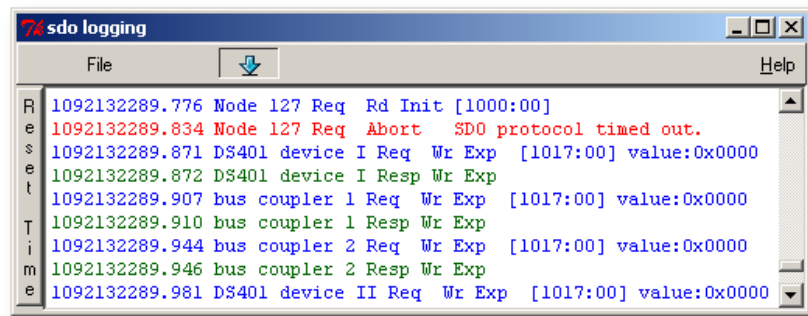 sdo logging
File
Help
Reset Time
1092132289.776 Node 127 Req  Rd Init [1000:00]
1092132289.834 Node 127 Req  Abort   SDO protocol timed out.
1092132289.871 DS401 device I Req  Wr Exp  [1017:00] value:0x0000
1092132289.872 DS401 device I Resp Wr Exp
1092132289.907 bus coupler 1 Req  Wr Exp  [1017:00] value:0x0000
1092132289.910 bus coupler 1 Resp Wr Exp
1092132289.944 bus coupler 2 Req  Wr Exp  [1017:00] value:0x0000
1092132289.946 bus coupler 2 Resp Wr Exp
1092132289.981 DS401 device II Req  Wr Exp  [1017:00] value:0x0000